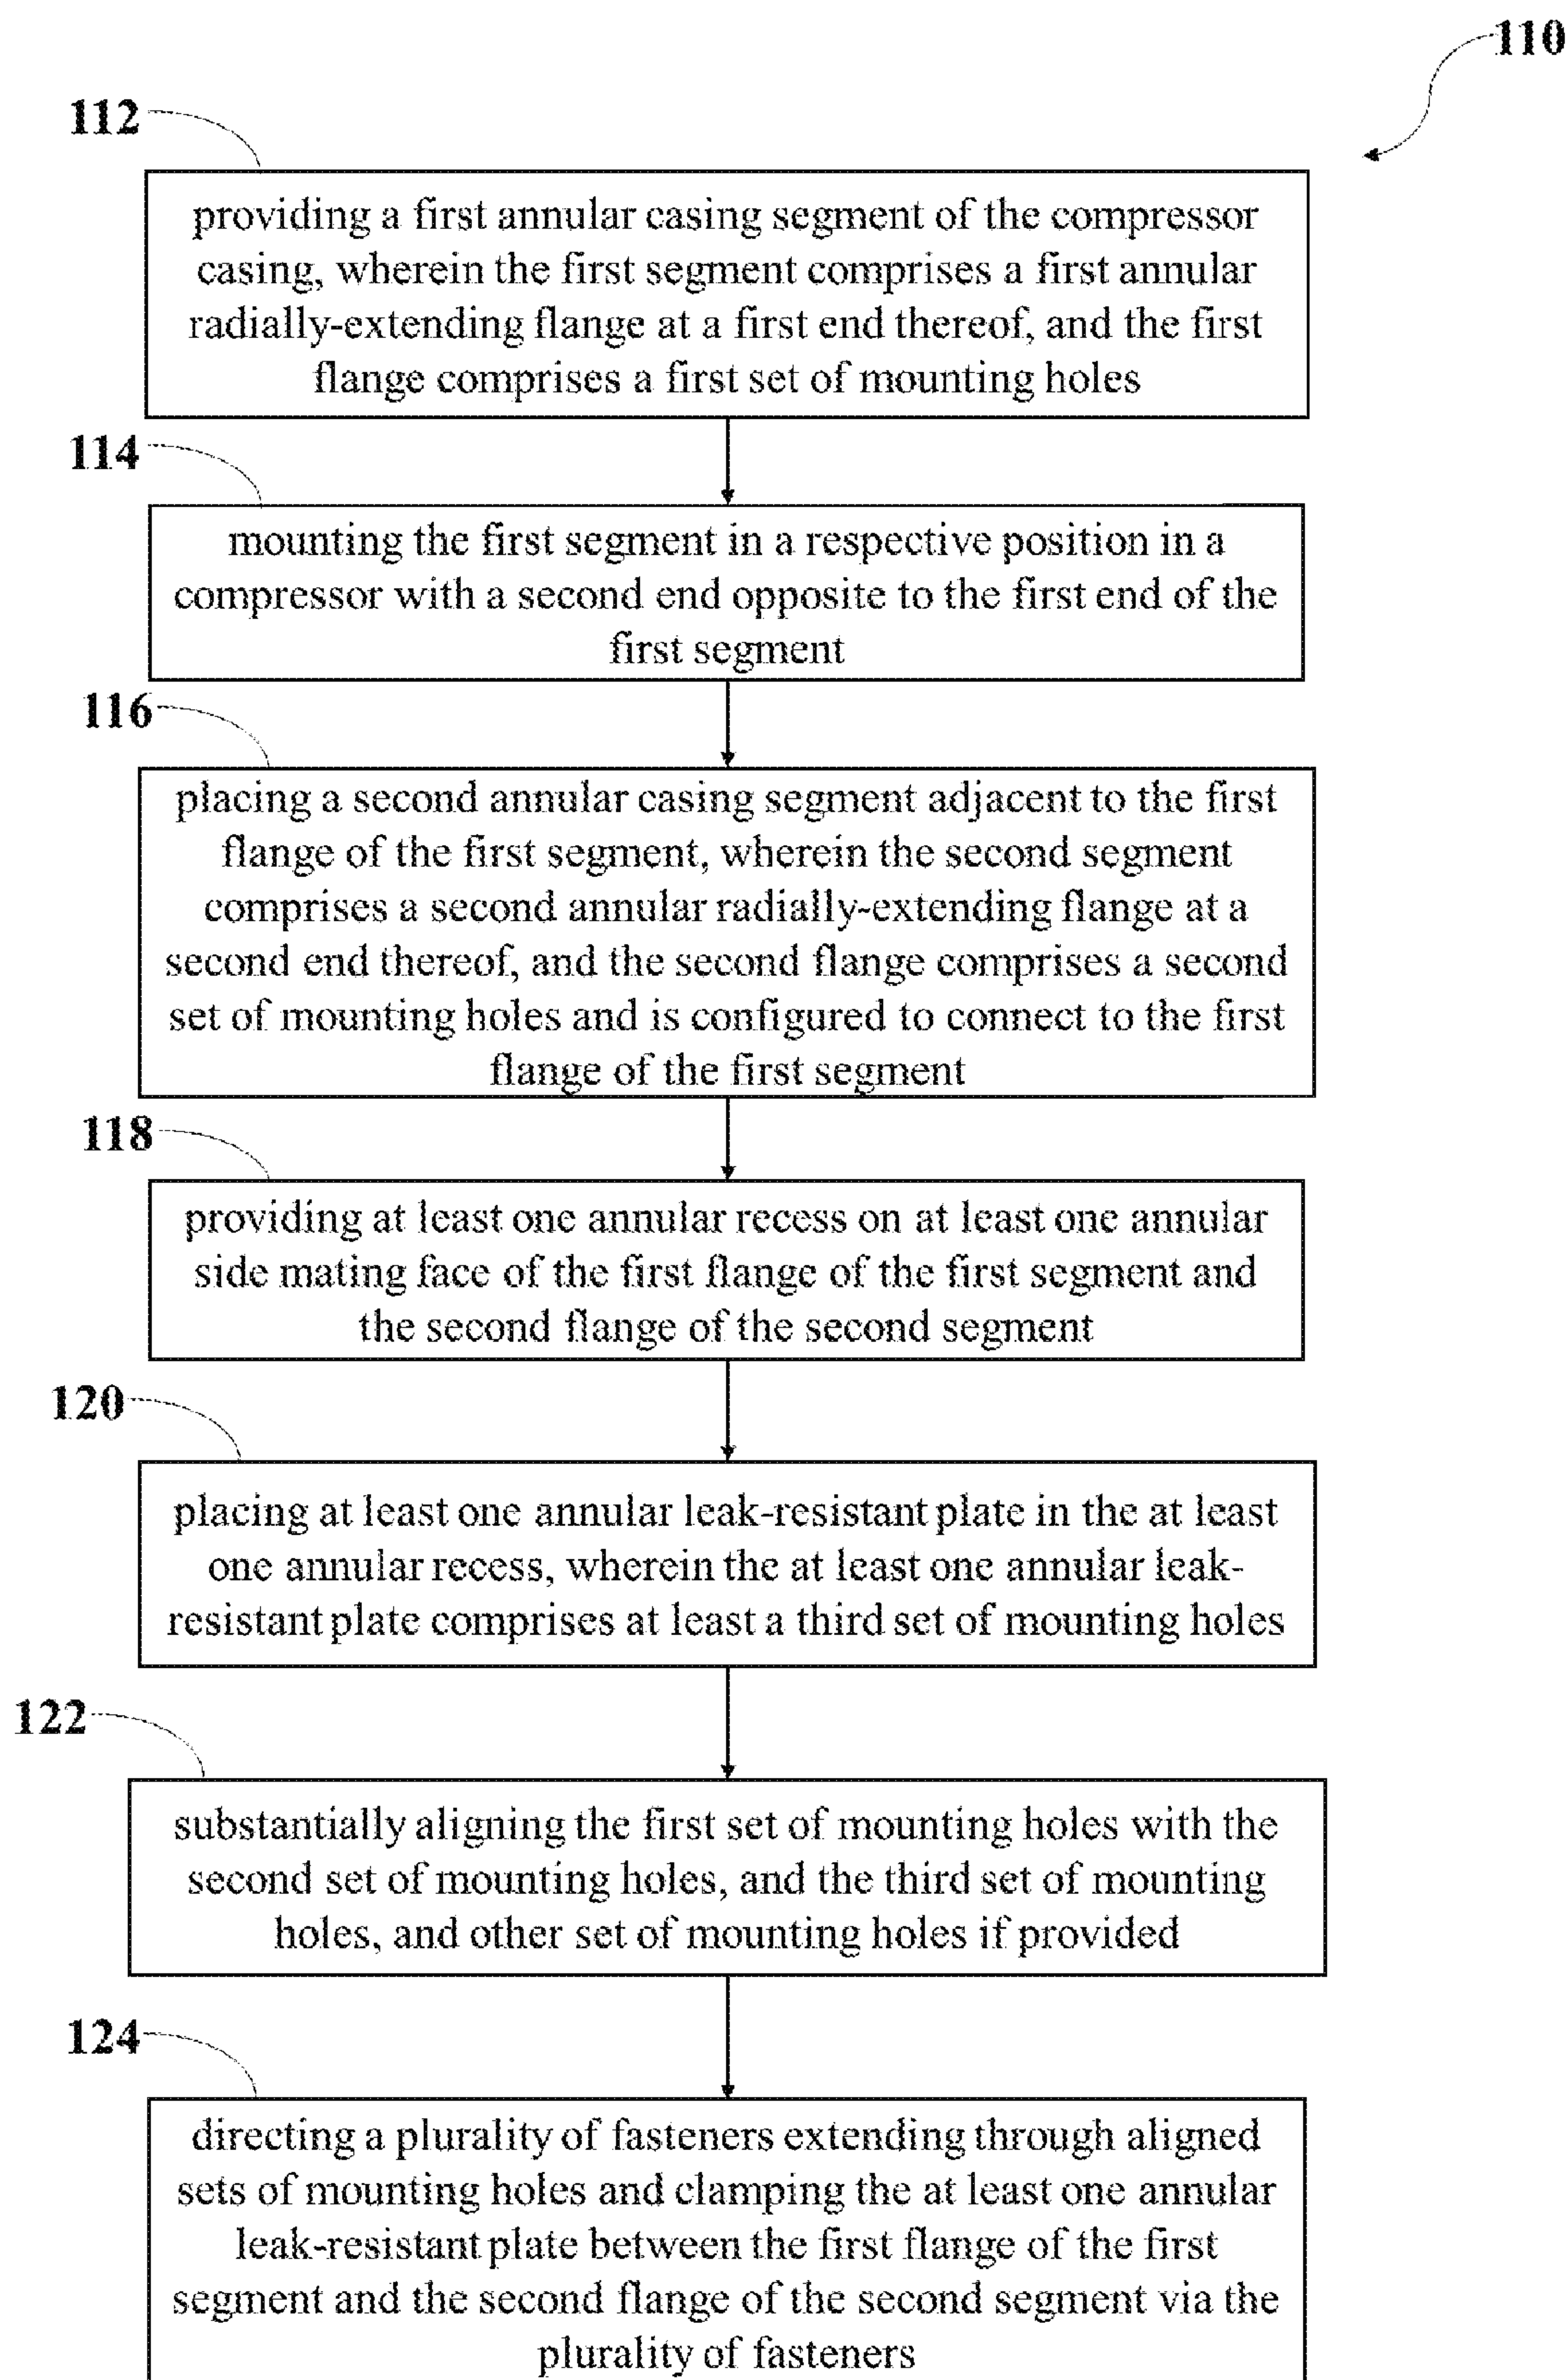 110
112
providing a first annular casing segment of the compressor
casing, wherein the first segment comprises a first annular
radially-extending flange at a first end thereof, and the first
flange comprises a first set of mounting holes
114
mounting the first segment in a respective position in a
compressor with a second end opposite to the first end of the
first segment
116
placing a second annular casing segment adjacent to the first
flange of the first segment, wherein the second segment
comprises a second annular radially-extending flange at a
second end thereof, and the second flange comprises a second
set of mounting holes and is configured to connect to the first
flange of the first segment
118
providing at least one annular recess on at least one annular
side mating face of the first flange of the first segment and
the second flange of the second segment
120
placing at least one annular leak-resistant plate in the at least
one annular recess, wherein the at least one annular leak-
resistant plate comprises at least a third set of mounting holes
122
substantially aligning the first set of mounting holes with the
second set of mounting holes, and the third set of mounting
holes, and other set of mounting holes if provided
124
directing a plurality of fasteners extending through aligned
sets of mounting holes and clamping the at least one annular
leak-resistant plate between the first flange of the first
segment and the second flange of the second segment via the
plurality of fasteners